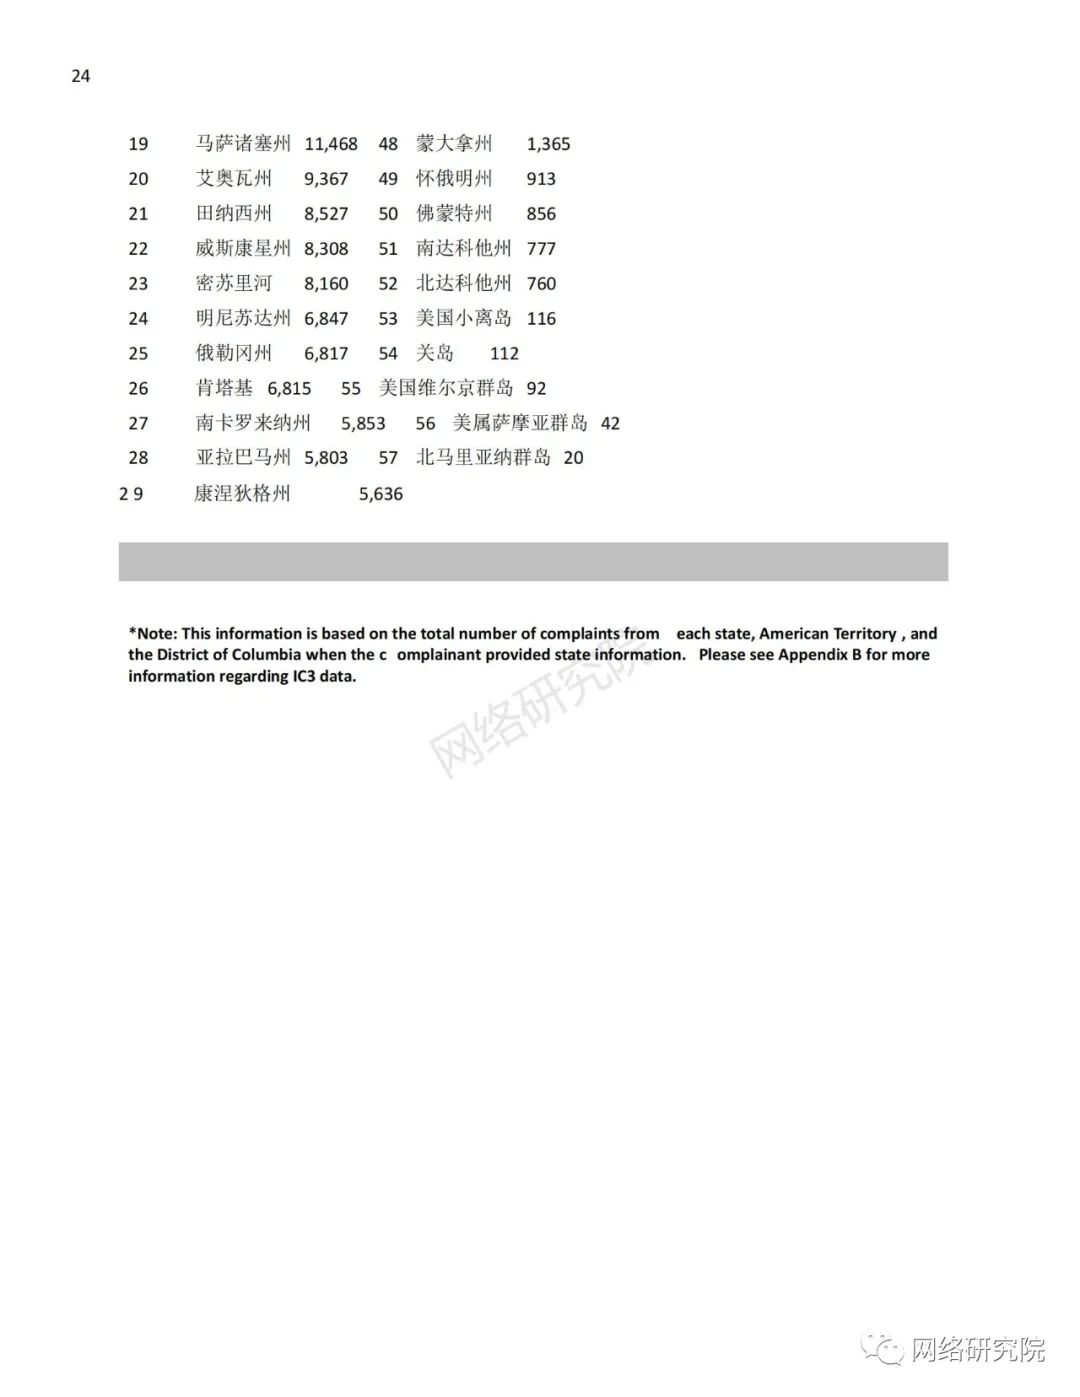 24
19 马萨诸塞州 11,468 48 蒙大拿州 1,365
20 艾奥瓦州 9,367 49 怀俄明州 913
21 田纳西州 8,527 50 佛蒙特州 856
22 威斯康星州 8,308 51 南达科他州 777
23 密苏里河 8,160 52 北达科他州 760
24 明尼苏达州 6,847 53 美国小离岛 116
25 俄勒冈州 6,817 54 关岛 112
26 肯塔基 6,815 55 美国维尔京群岛 92
27 南卡罗来纳州 5,853 56 美属萨摩亚群岛 42
28 亚拉巴马州 5,803 57 北马里亚纳群岛 20
2 9 康涅狄格州 5,636
*Note: This information is based on the total number of complaints from each state, American Territory , and
the District of Columbia when the c omplainant provided state information. Please see Appendix B for more
information regarding IC3 data.
网络研究院
网络研究院